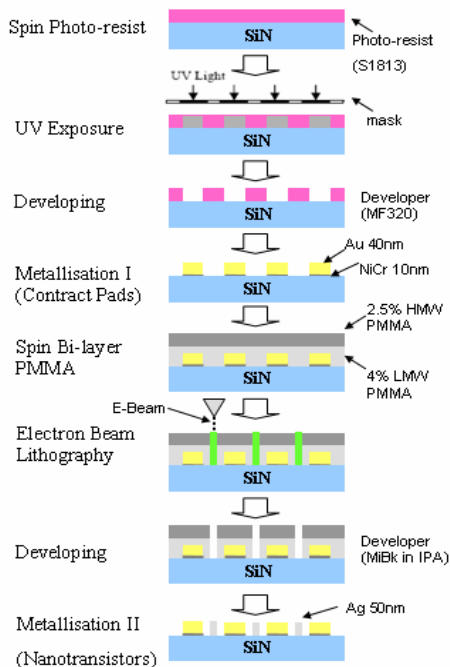 Spin Photo-resist
SiN
Photo-resist
(S1813)
UV Light
mask
UV Exposure
SiN
Developing
Developer
(MF320)
SiN
Au 40nm
Metallisation I
NiCr 10nm
(Contract Pads)
SiN
2.5% HMW
PMMA
Spin Bi-layer
PMMA
4% LMW
PMMA
SiN
E-Beam
Electron Beam
Lithography
SiN
Developing
Developer
(MiBk in IPA)
SiN
Ag 50nm
Metallisation II
(Nanotransistors)
SiN